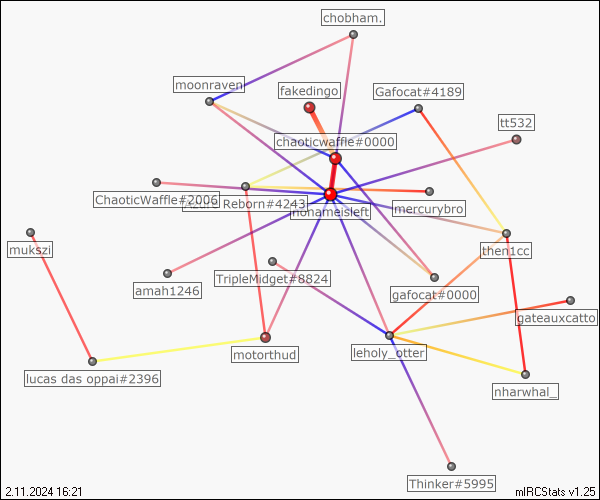 chobham.
moonraven
fakedingo
Gafocat#4189
tt532
chaoticwaffle#0000
ChaoticWaffle#2006
Reborn#4243
mercurybro
nonameisleft
mukszi
then1cc
amah1246
TripleMidget#8824
gafocat#0000
gateauxcatto
motorthud
leholy_otter
lucas das oppai#2396
nharwhal_
Thinker#5995
2.11.2024 16:21
mIRCStats v1.25